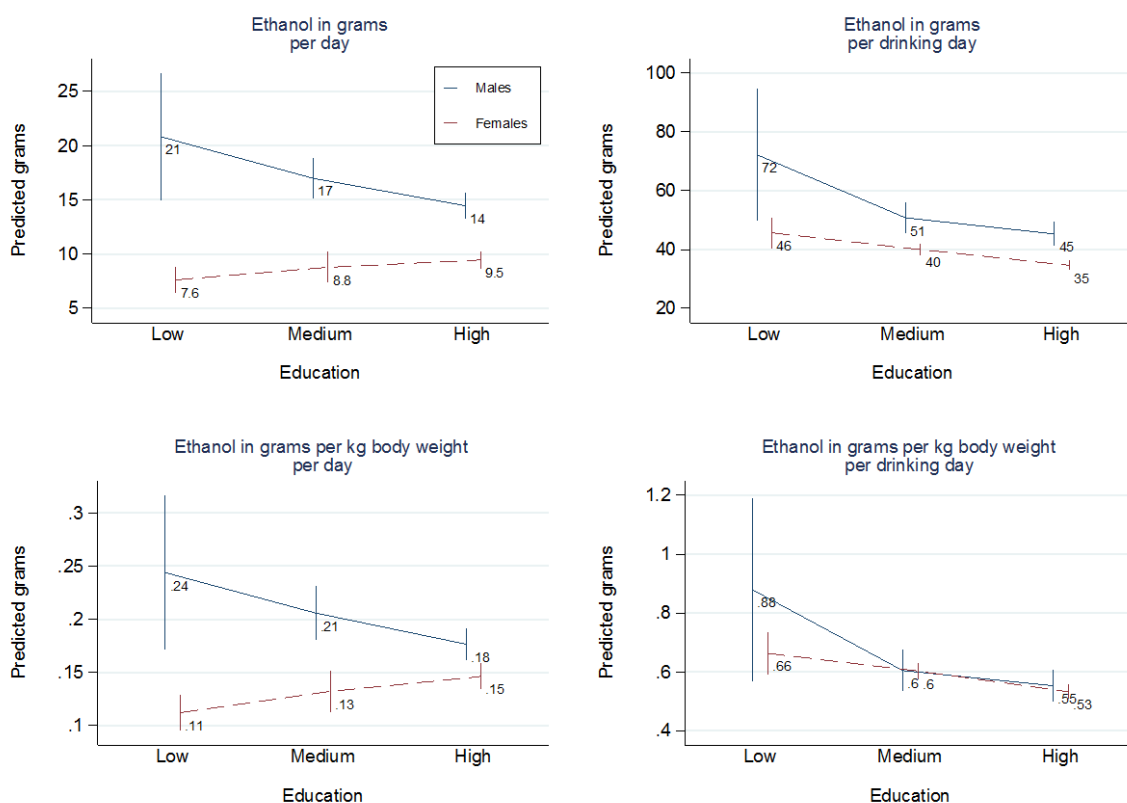 Ethanol in grams
per day
Predicted grams
25
20
15
10
5
Males
Females
21
17
14
7.6
8.8
9.5
Low
Medium
High
Education
Ethanol in grams
per drinking day
Predicted grams
100
80
60
40
20
72
51
45
46
40
35
Low
Medium
High
Education
Ethanol in grams per kg body weight
per day
Predicted grams
.3
.25
.2
.15
.1
.24
.21
.18
.11
.13
.15
Low
Medium
High
Education
Ethanol in grams per kg body weight
per drinking day
Predicted grams
1.2
1
.8
.6
.4
.88
.66
.6
.6
.55
.53
Low
Medium
High
Education